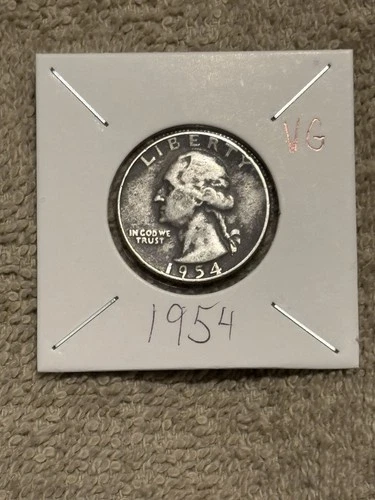 VG
LIBERTY
IN GOD WE
TRUST
1954
1954